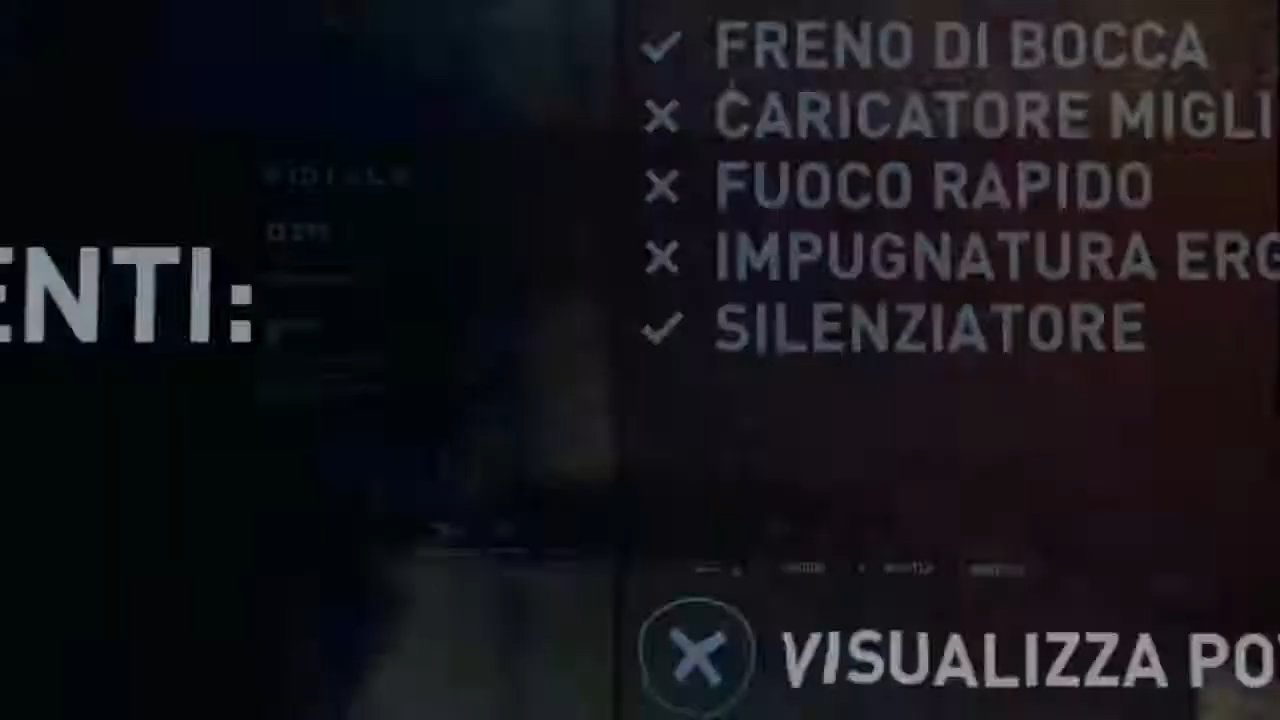 FRENO DI BOCCA
CARICATORE MIGLI
FUOCO RAPIDO
IMPUGNATURA ERG
ENTI:
SILENZIATORE
VISUALIZZA PO